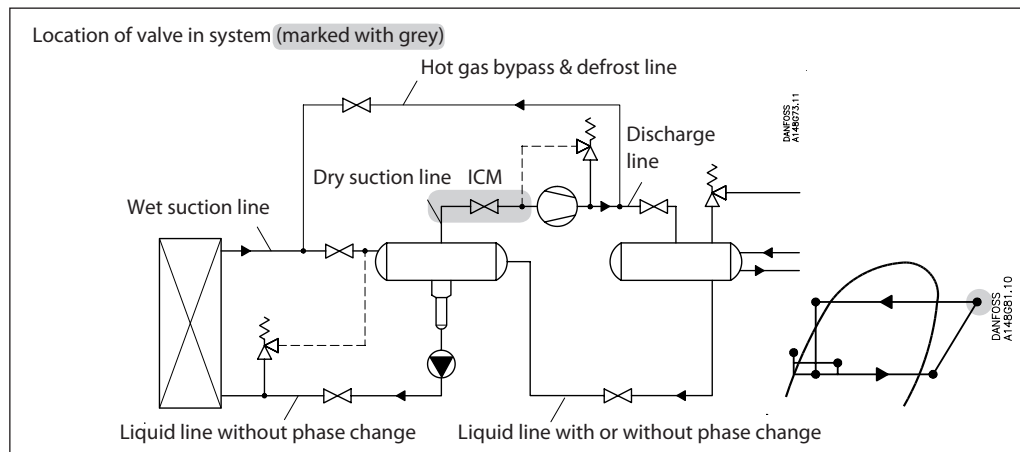 Location of valve in system (marked with grey)
Hot gas bypass & defrost line
DANFOSS
A148G73.11
Discharge
line
Dry suction line
ICM
Wet suction line
DANFOSS
A148G81.10
Liquid line without phase change
Liquid line with or without phase change